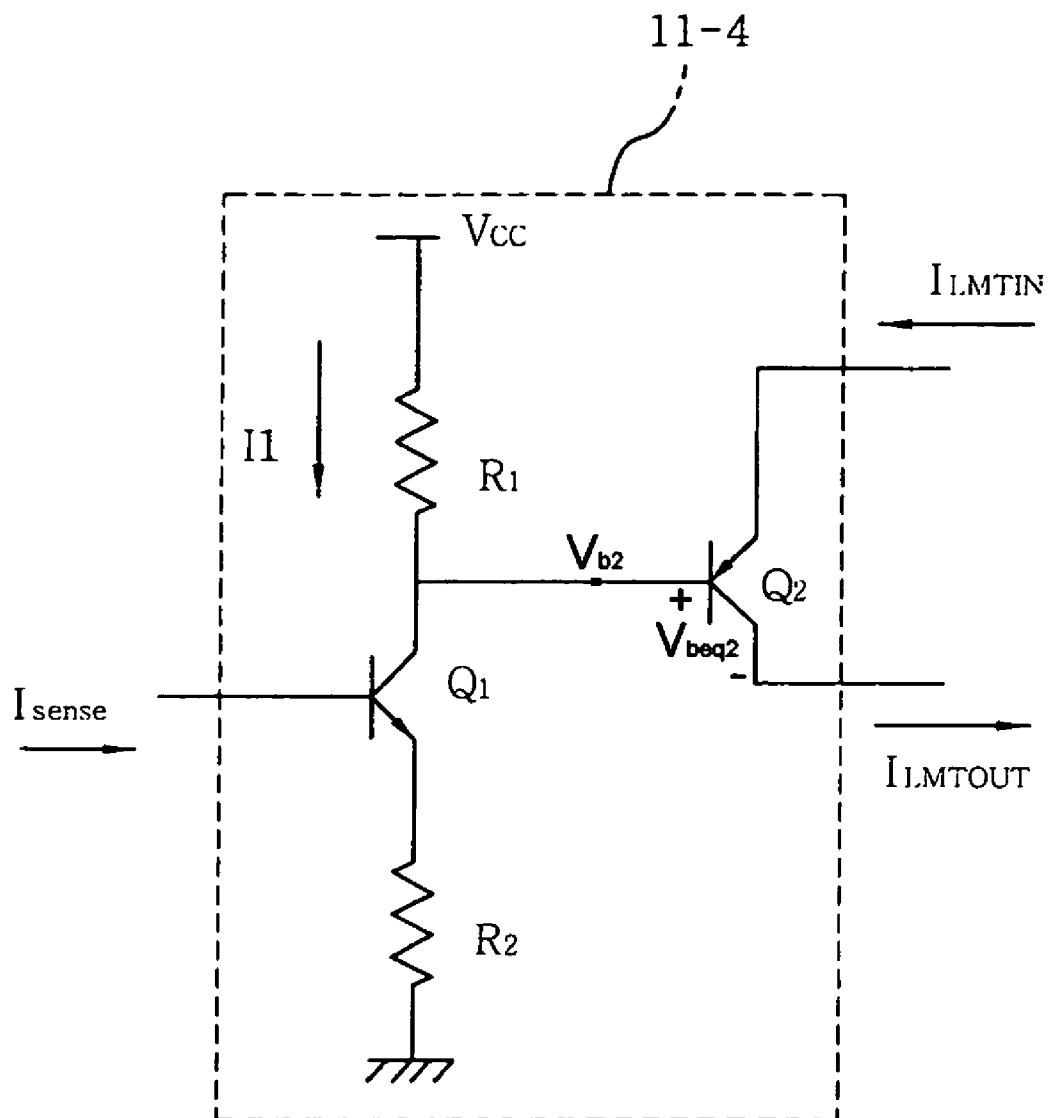 11-4
VCC
ILMTIN
I1
R1
Vb2
Q2
+
Vbeq2
-
Q1
Isense
ILMTOUT
R2